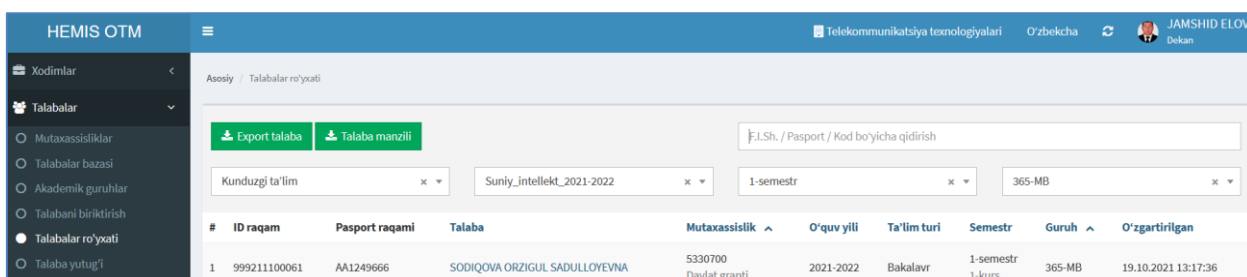 HEMIS OTM
Telekommunikatsiya texnologiyalari O'zbekcha JAMSHID ELOV
Dekan
Xodimlar
Asosiy / Talabalar ro'yxati
Talabalar
Mutaxassisliklar
Talabalar bazasi
Akademik guruhlar
Talabani biriktirish
Talabalar ro'yxati
Talaba yutug'i
Export talaba Talaba manzili F.I.Sh. / Pasport / Kod bo'yicha qidirish
Kunduzgi ta'lim × Suniy_intellekt_2021-2022 × 1-semestr × 365-MB ×
# ID raqam Pasport raqami Talaba Mutaxassislik O'quv yili Ta'lim turi Semestr Guruh O'zgartirilgan
1 999211100061 AA1249666 SODIQOVA ORZIGUL SADULLOYEVNA 5330700 2021-2022 Bakalavr 1-semestr 365-MB 19.10.2021 13:17:36
Davlat granti 1-kurs